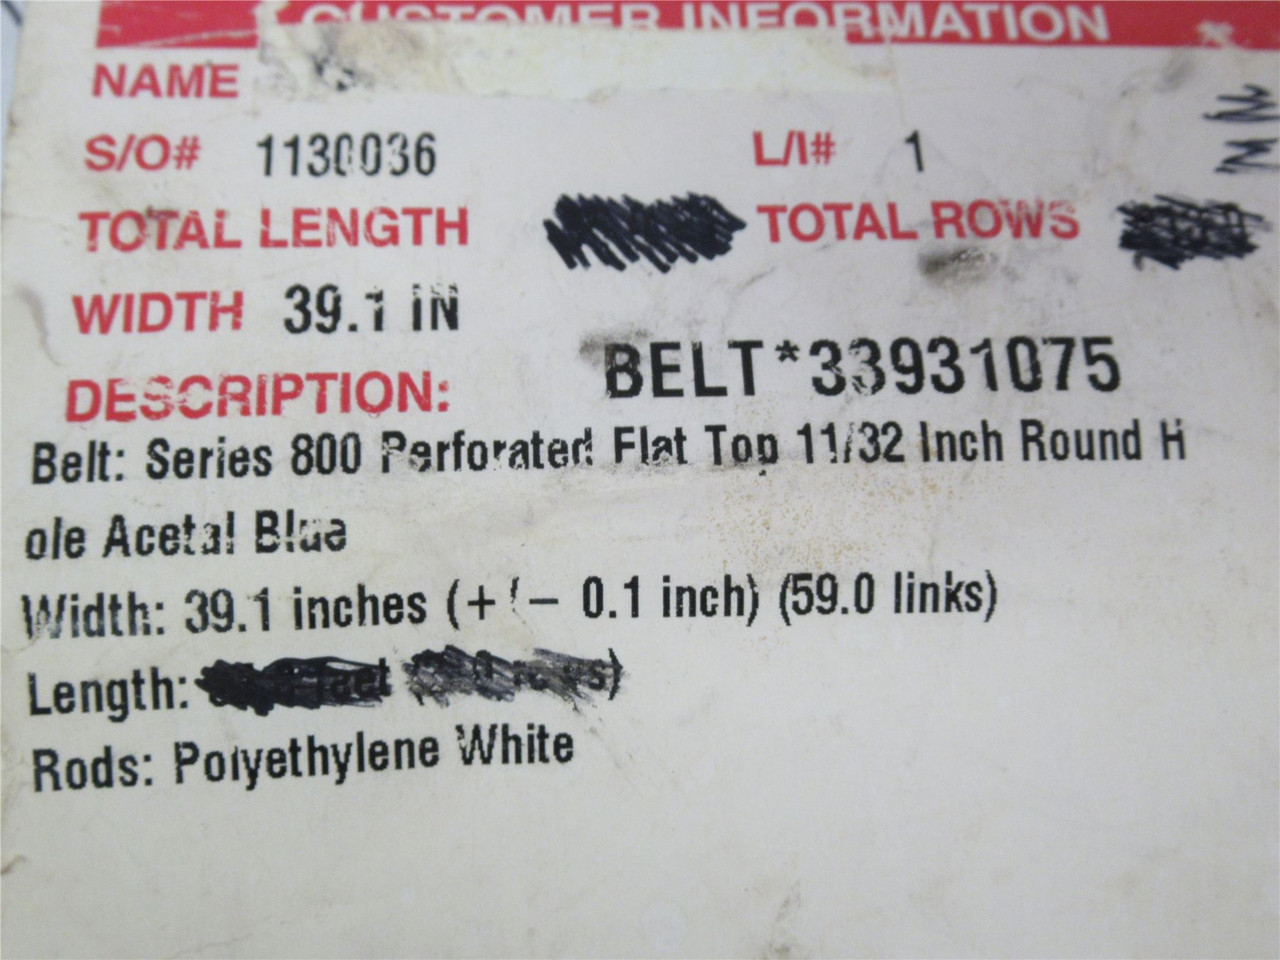 CUSTOMER INFORMATION
NAME
S/O# 1130036 L/I# 1
TOTAL LENGTH TOTAL ROWS
WIDTH 39.1 IN
DESCRIPTION: BELT*33931075
Belt: Series 800 Perforated Flat Top 11/32 Inch Round H
ole Acetal Blue
Width: 39.1 inches (+/- 0.1 inch) (59.0 links)
Length:
Rods: Polyethylene White